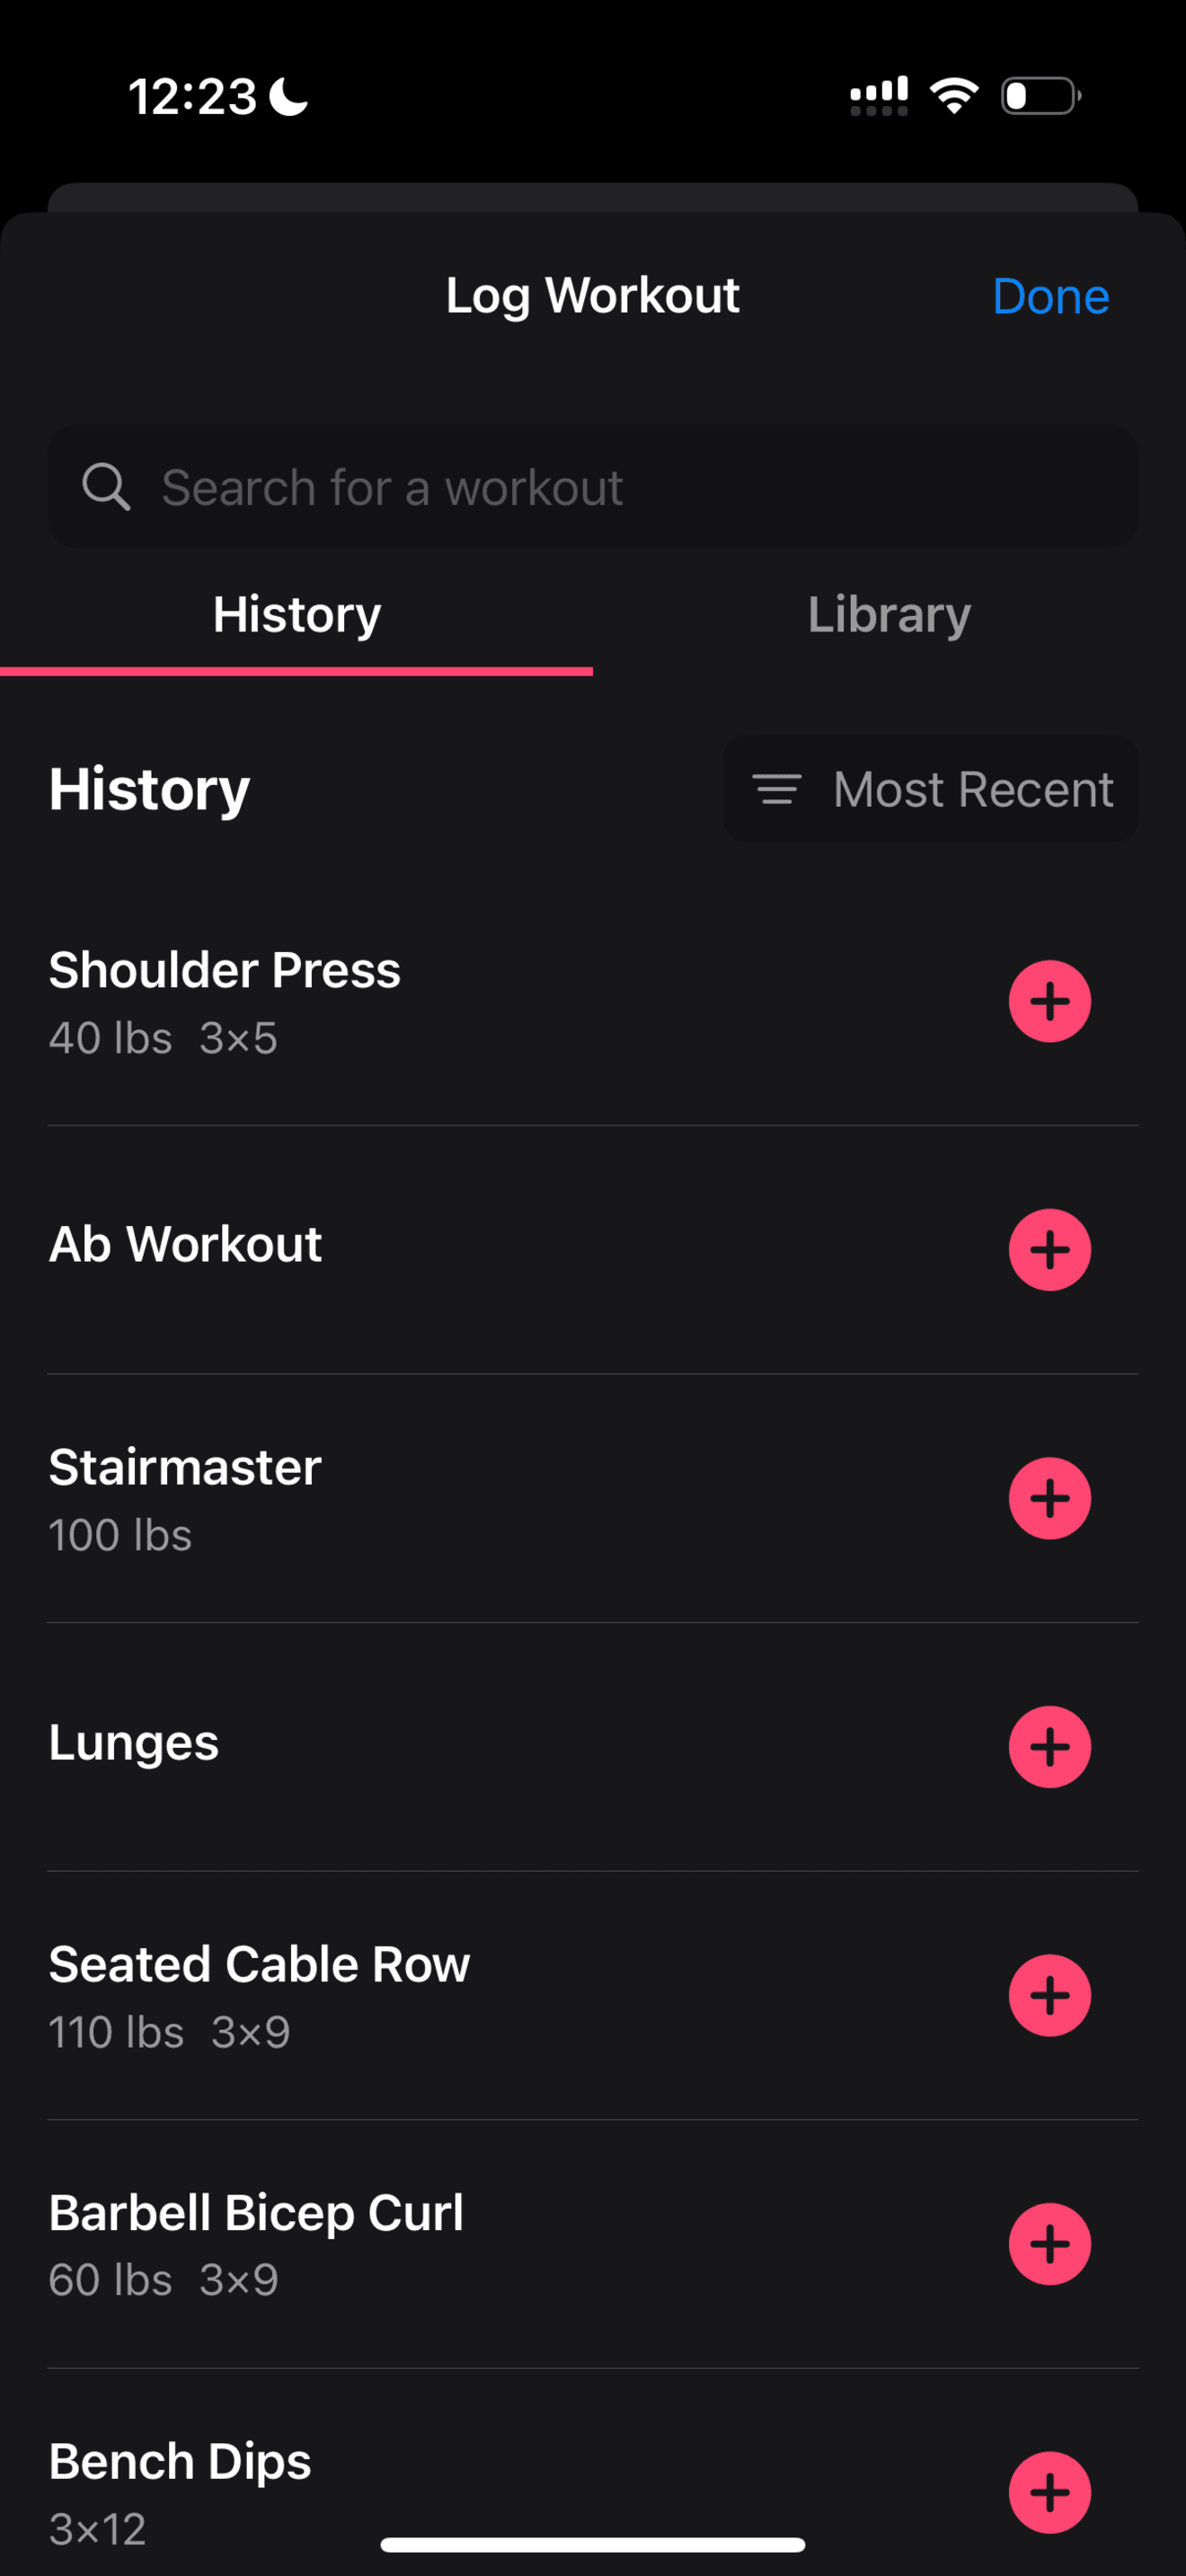 12:23
Log Workout
Done
Search for a workout
History
Library
History
Most Recent
Shoulder Press
40 lbs 3×5
Ab Workout
Stairmaster
100 lbs
Lunges
Seated Cable Row
110 lbs 3×9
Barbell Bicep Curl
60 lbs 3×9
Bench Dips
3×12